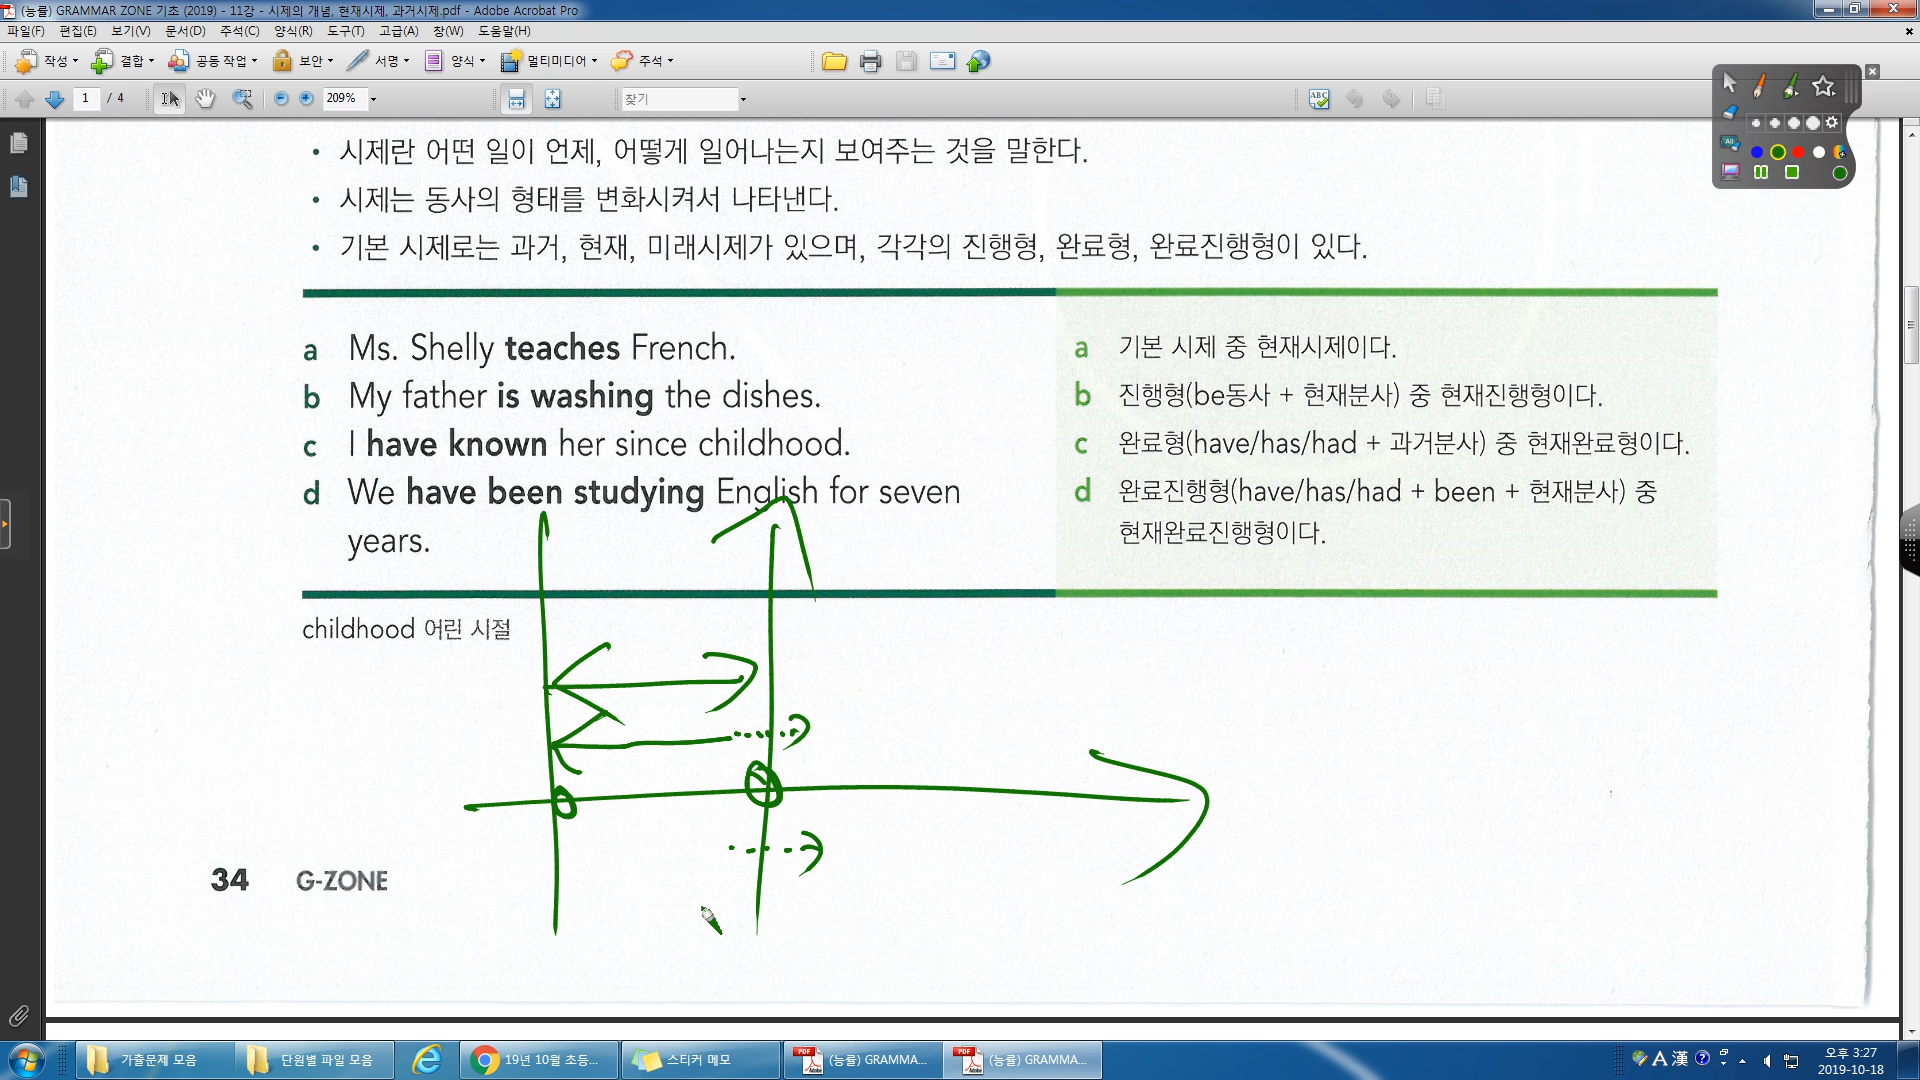 (능률) GRAMMAR ZONE 기초 (2019) - 11강 - 시제의 개념, 현재시제, 과거시제.pdf - Adobe Acrobat Pro
파일(F) 편집(E) 보기(V) 문서(D) 주석(C) 양식(R) 도구(T) 고급(A) 창(W) 도움말(H)
작성 결합 공동 작업 보안 서명 양식 멀티미디어 주석
1 / 4 209% 찾기
• 시제란 어떤 일이 언제, 어떻게 일어나는지 보여주는 것을 말한다.
• 시제는 동사의 형태를 변화시켜서 나타낸다.
• 기본 시제로는 과거, 현재, 미래시제가 있으며, 각각의 진행형, 완료형, 완료진행형이 있다.
a Ms. Shelly teaches French.
b My father is washing the dishes.
c I have known her since childhood.
d We have been studying English for seven
years.
a 기본 시제 중 현재시제이다.
b 진행형(be동사 + 현재분사) 중 현재진행형이다.
c 완료형(have/has/had + 과거분사) 중 현재완료형이다.
d 완료진행형(have/has/had + been + 현재분사) 중
현재완료진행형이다.
childhood 어린 시절
34 G-ZONE
가출문제 모음 단원별 파일 모음 19년 10월 초등... 스티커 메모 (능률) GRAMMA... (능률) GRAMMA...
A 漢
오후 3:27
2019-10-18